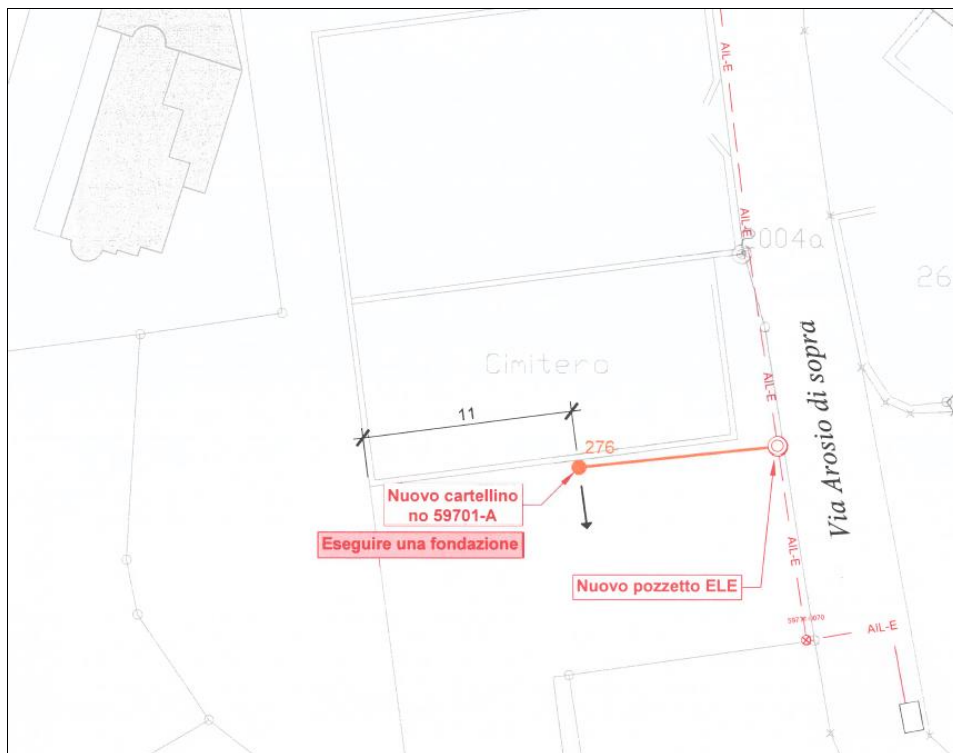 AIL-E
AIL-E
AIL-E
2004a
26
Cimitero
Via Arosio di sopra
AIL-E
11
276
Nuovo cartellino
no 59701-A
Eseguire una fondazione
AIL-E
Nuovo pozzetto ELE
AIL-E